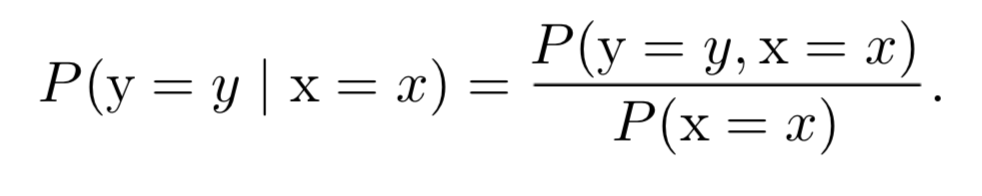 P(y = y | x = x) = P(y = y, x = x) / P(x = x) .